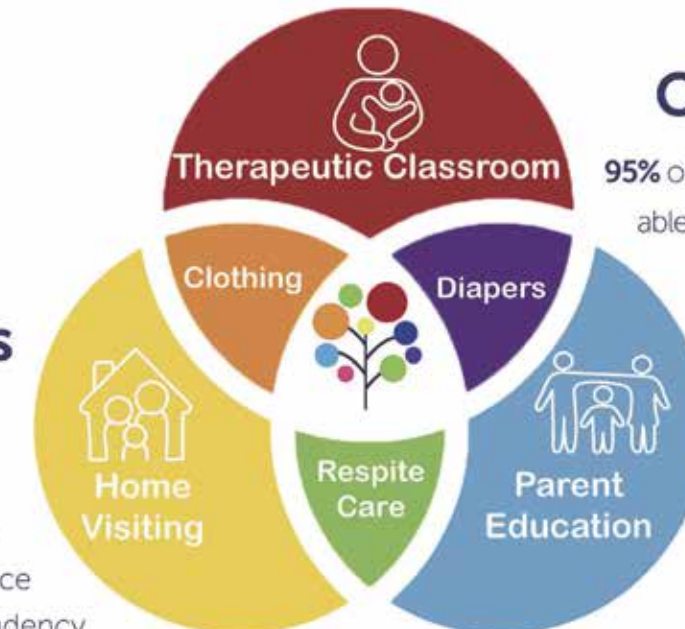 Therapeutic Classroom
95%
able
Clothing
Diapers
Home
Visiting
Respite
Care
Parent
Education